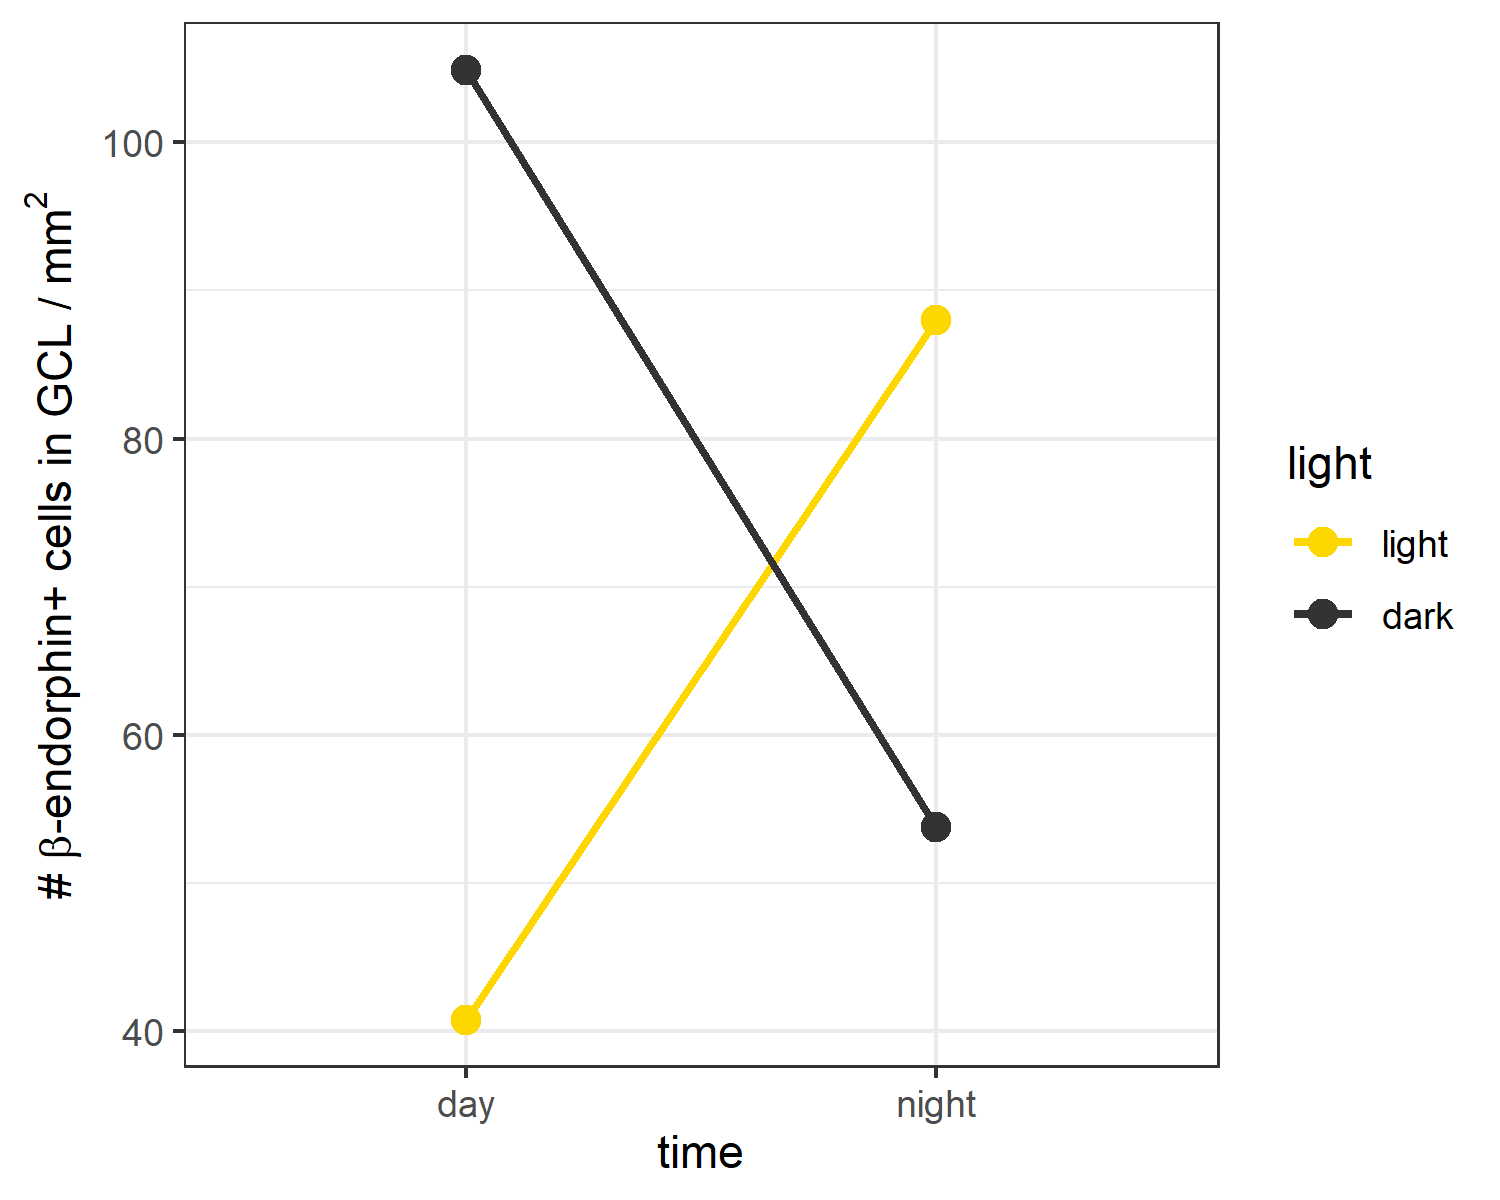 # β-endorphin+ cells in GCL / mm²
100
80
60
40
day
night
time
light
light
dark